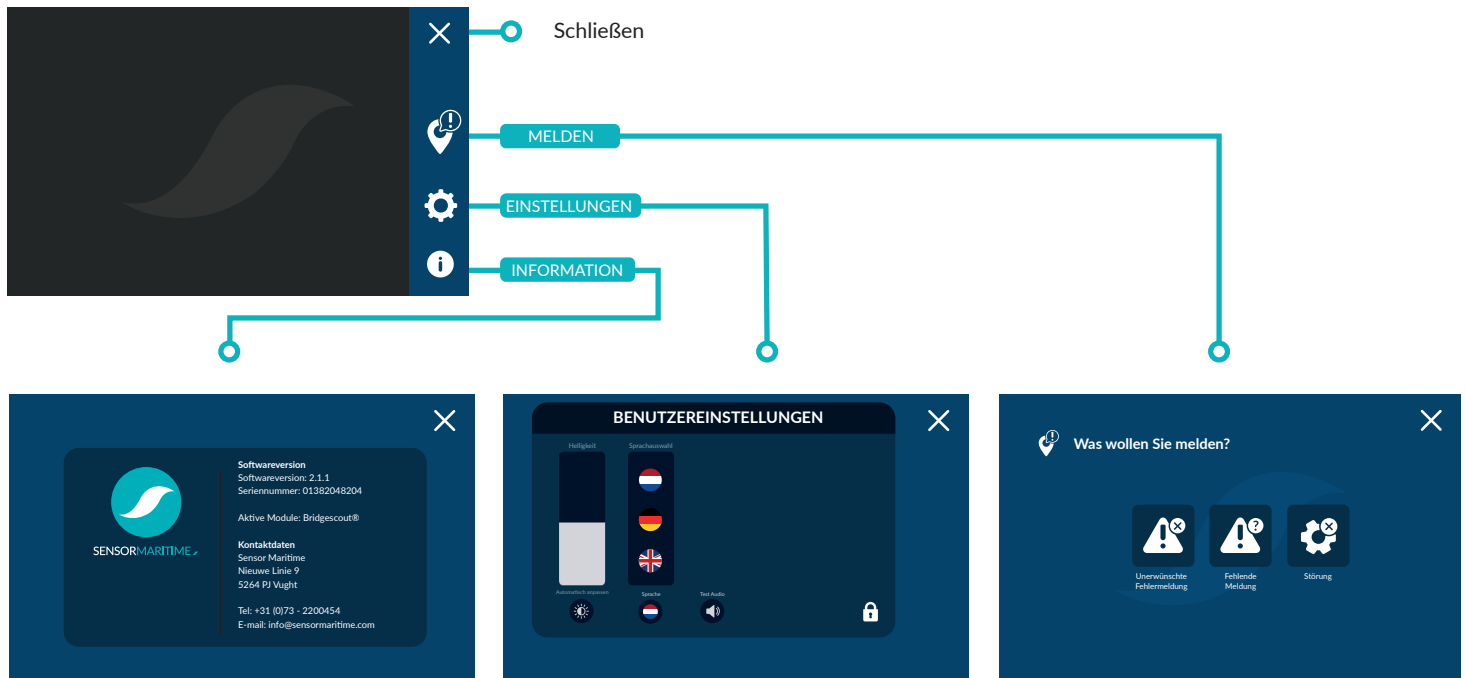 Schließen
MELDEN
EINSTELLUNGEN
INFORMATION
SENSORMARITIME
Softwareversion
Softwareversion: 2.1.1
Seriennummer: 01382048204
Aktive Module: Bridgescout®
Kontaktdaten
Sensor Maritime
Nieuwe Linie 9
5264 PJ Vught
Tel: +31 (0)73 - 2200454
E-mail: info@sensormaritime.com
BENUTZEREINSTELLUNGEN
Helligkeit
Sprachauswahl
Automatisch anpassen
Sprache
Test Audio
Was wollen Sie melden?
Unerwünschte
Fehlermeldung
Fehlende
Meldung
Störung